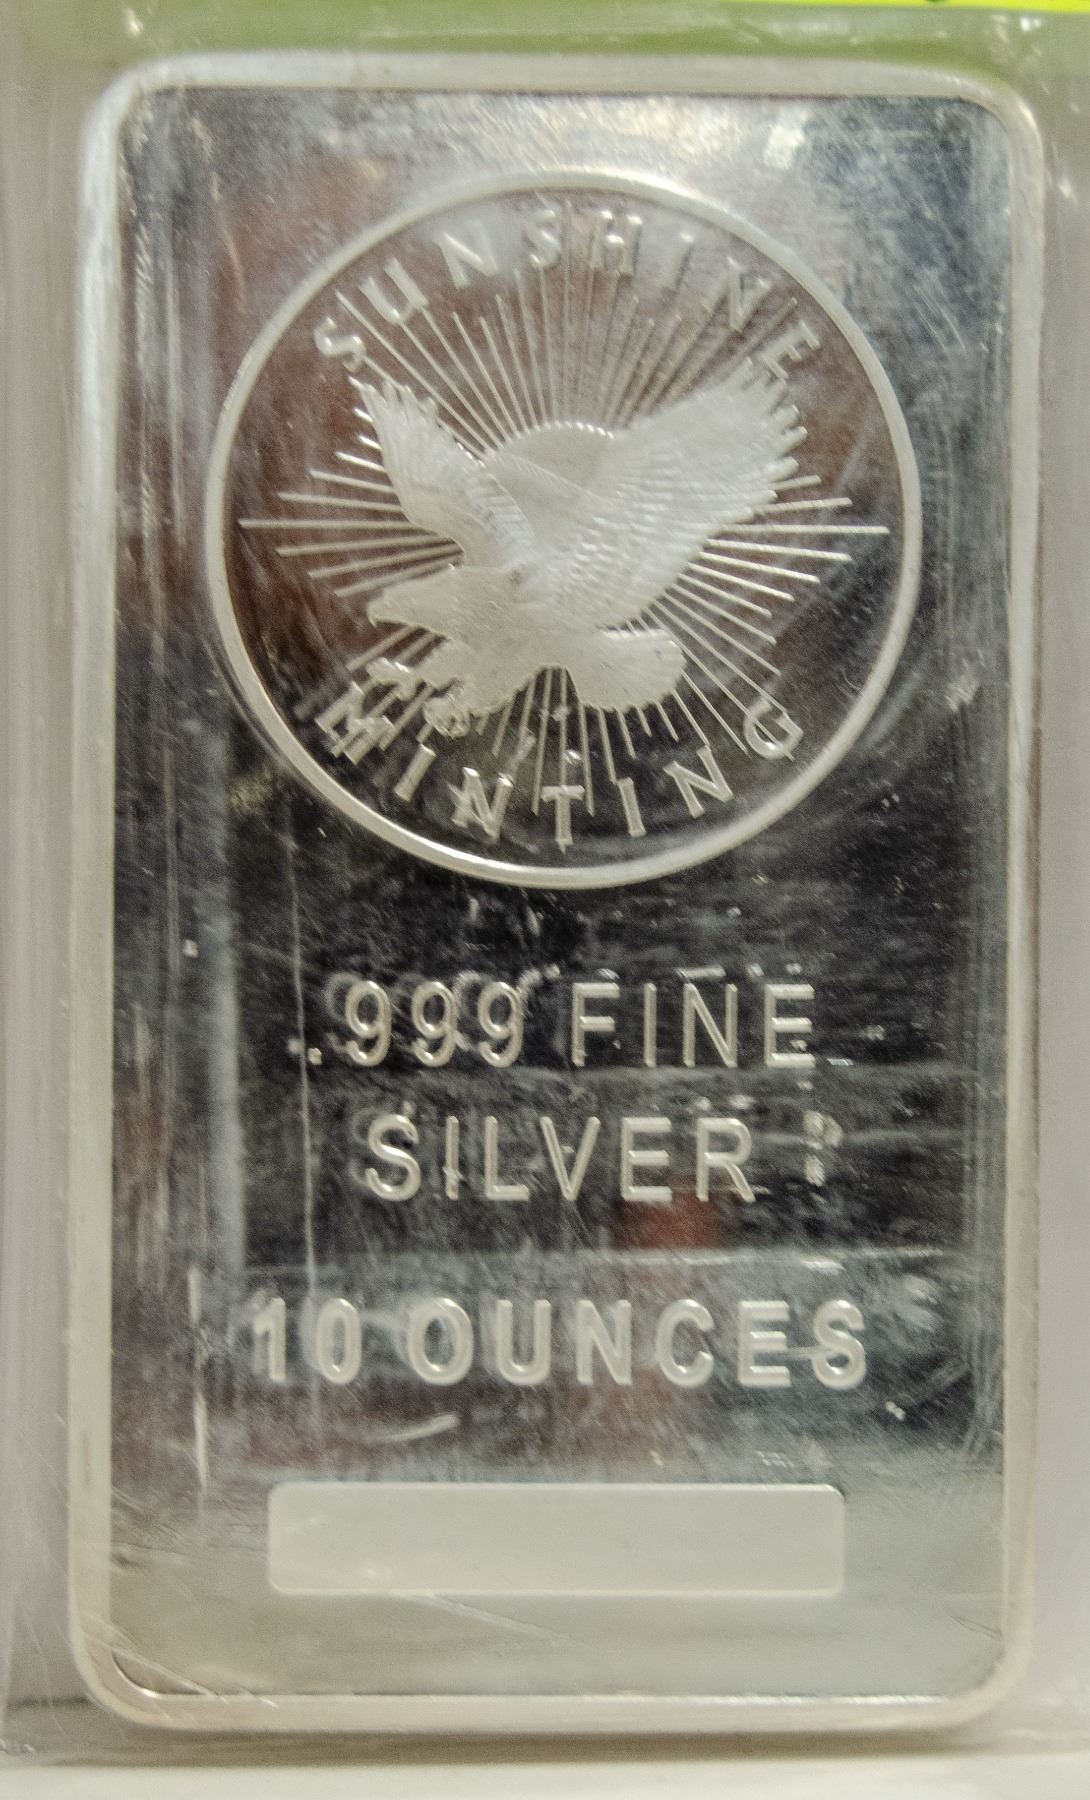 SUNSHINE
MINTING
.999 FINE
SILVER
10 OUNCES